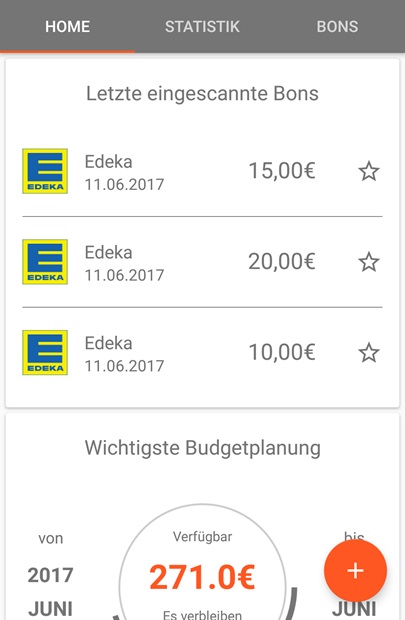 HOME STATISTIK BONS
Letzte eingescannte Bons
Edeka
11.06.2017
15,00€
EDEKA
Edeka
11.06.2017
20,00€
EDEKA
Edeka
11.06.2017
10,00€
EDEKA
Wichtigste Budgetplanung
von
2017
JUNI
Verfügbar
271.0€
Es verbleiben
bis
JUNI